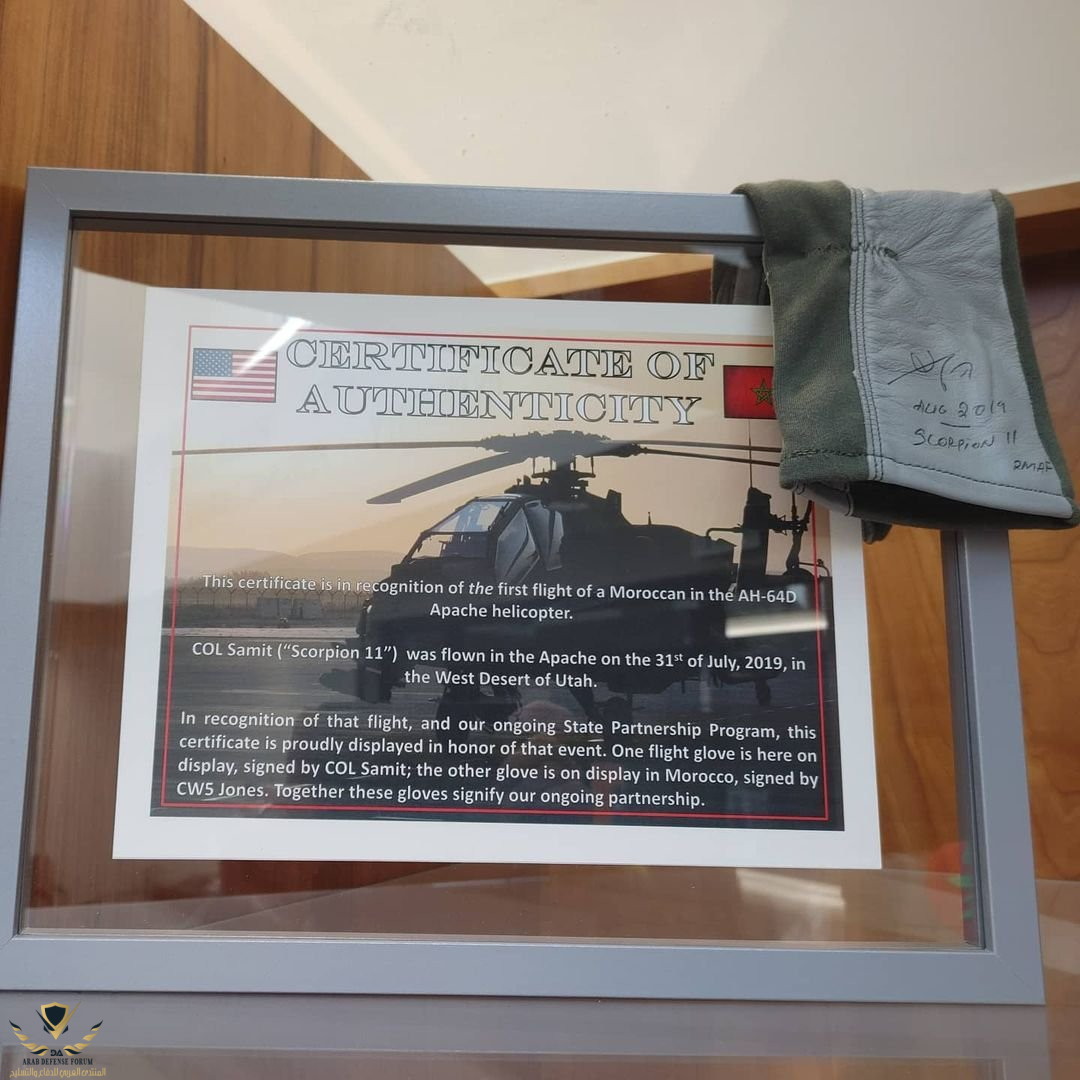 CERTIFICATE OF
AUTHENTICITY
This certificate is in recognition of the first flight of a Moroccan in the AH-64D
Apache helicopter.
COL Samit (“Scorpion 11”) was flown in the Apache on the 31st of July, 2019, in
the West Desert of Utah.
In recognition of that flight, and our ongoing State Partnership Program, this
certificate is proudly displayed in honor of that event. One flight glove is here on
display, signed by COL Samit; the other glove is on display in Morocco, signed by
CW5 Jones. Together these gloves signify our ongoing partnership.
AUG 2019
SCORPION 11
RMAF
DA
ARAB DEFENSE FORUM
المنتدى العربي للدفاع والتسليح